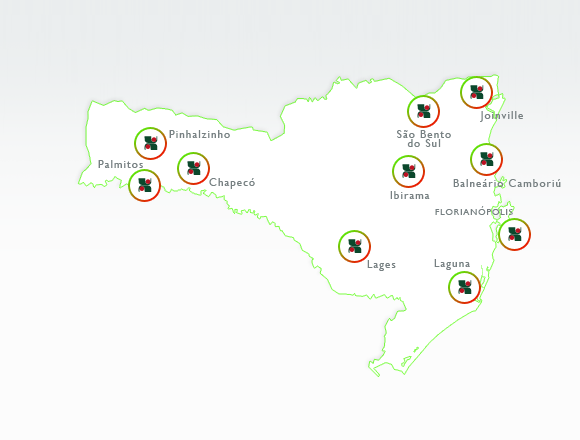 Joinville
São Bento
do Sul
Pinhalzinho
Palmitos
Chapecó
Balneário Camboriú
Ibirama
FLORIANÓPOLIS
Lages
Laguna